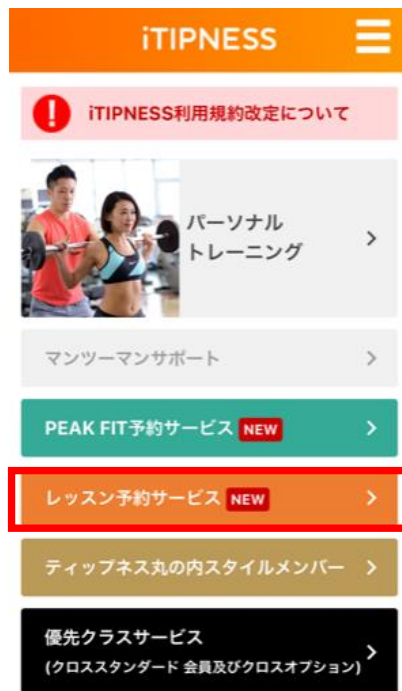 iTIPNESS
iTIPNESS利用規約改定について
パーソナル
トレーニング
マンツーマンサポート
PEAK FIT予約サービス NEW
レッスン予約サービス NEW
ティップネス丸の内スタイルメンバー
優先クラスサービス
(クロススタンダード 会員及びクロスオプション)